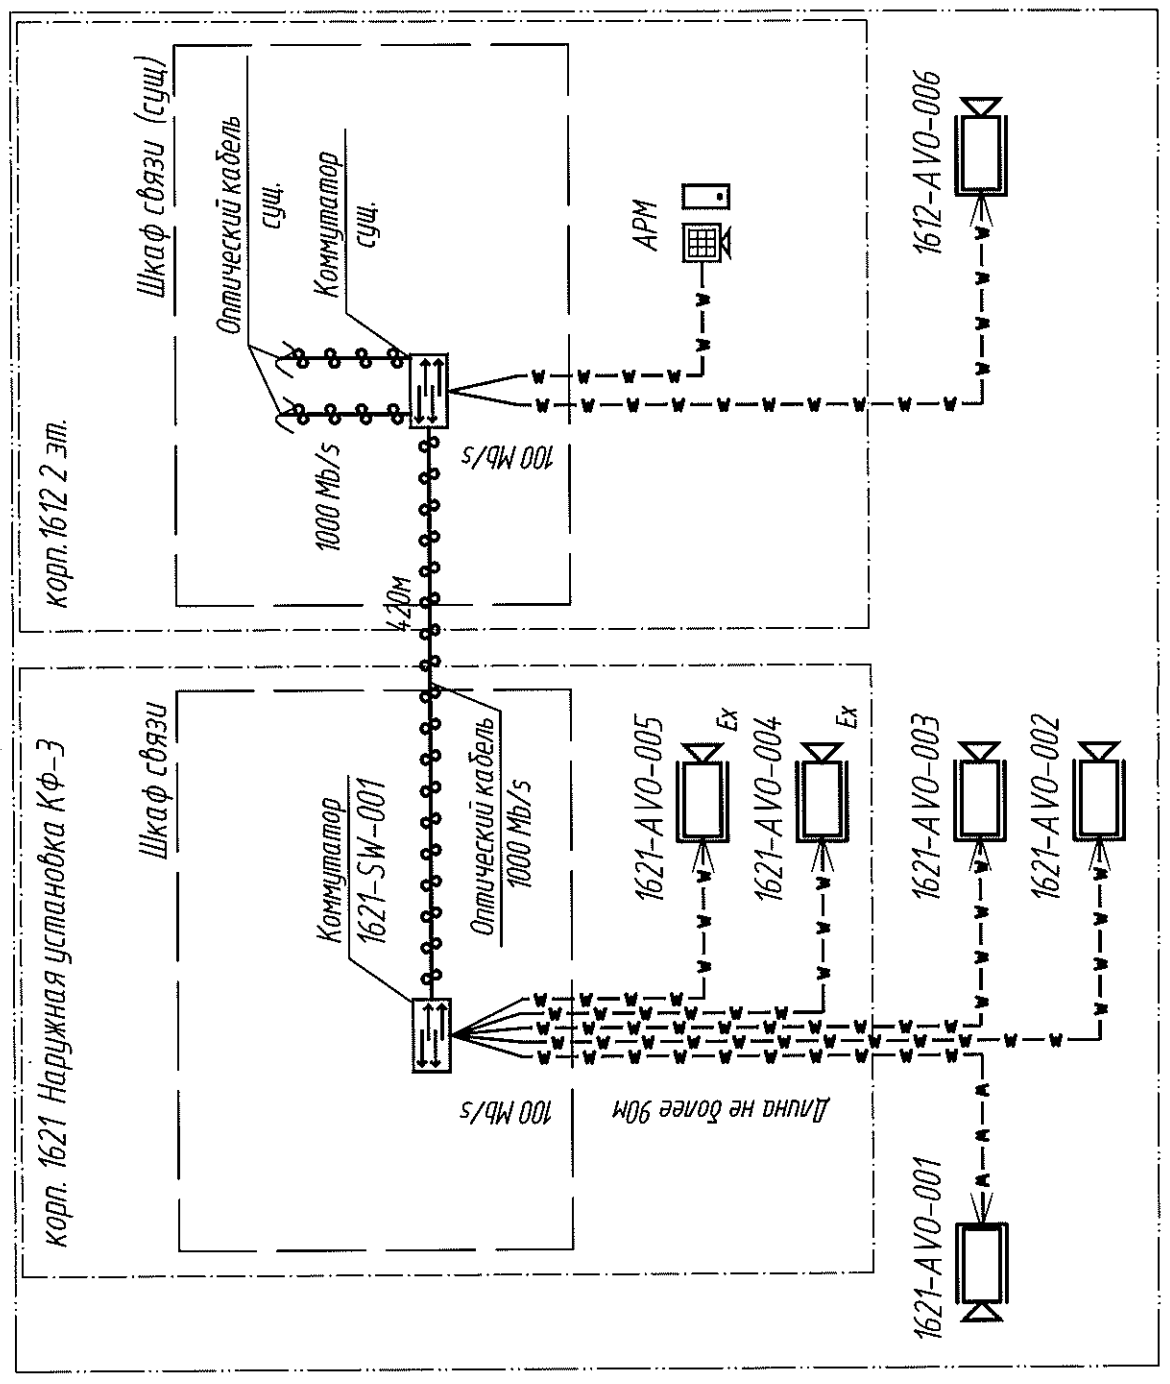 корп. 1621 Наружная установка КФ-3
Шкаф связи
Коммутатор
1621-SW-001
Оптический кабель
1000 Mb/s
100 Mb/s
Длина не более 90м
1621-AVO-005
Ex
1621-AVO-004
Ex
1621-AVO-003
1621-AVO-002
1621-AVO-001
420м
корп.1612 2 эт.
Шкаф связи (сущ)
Оптический кабель
сущ.
Коммутатор
сущ.
1000 Mb/s
100 Mb/s
АРМ
1612-AVO-006